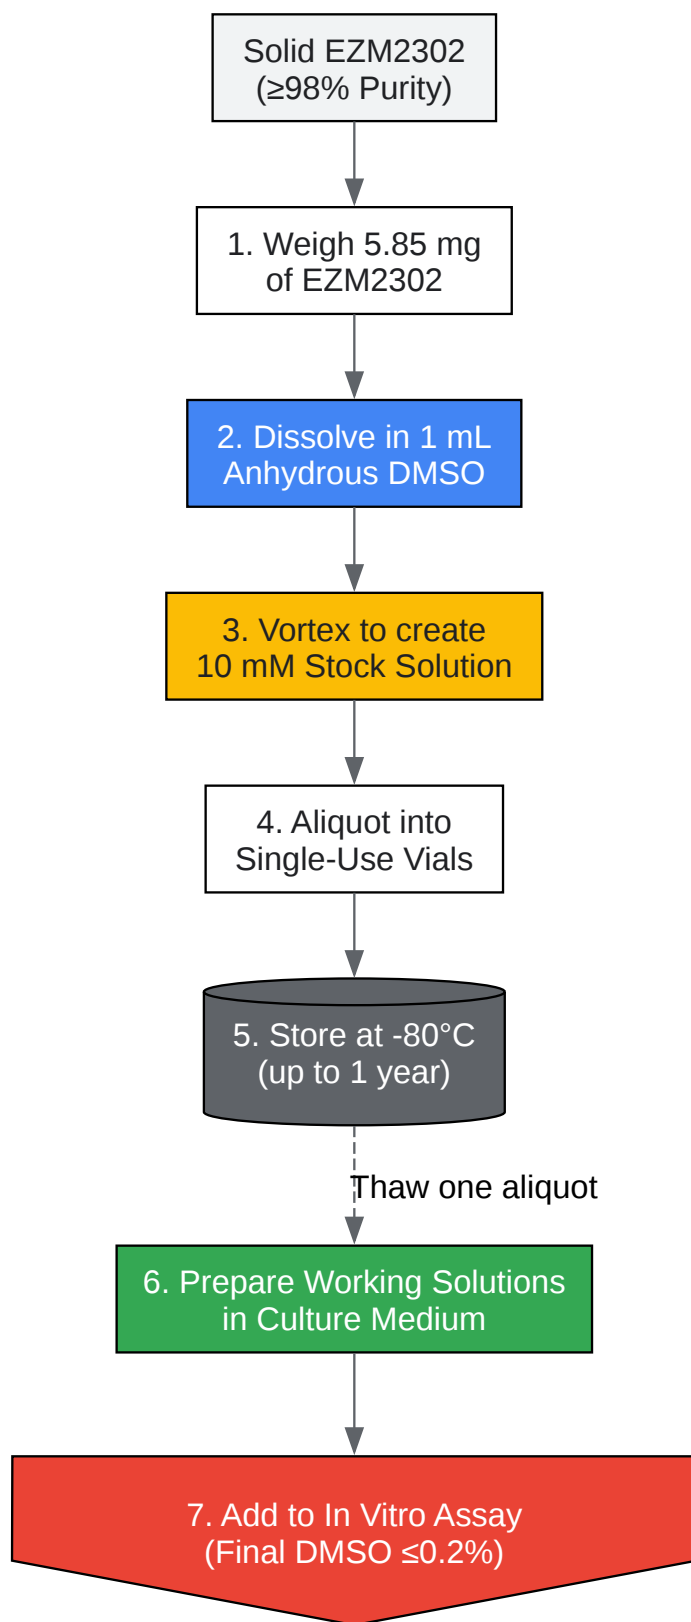 Solid EZM2302
(≥98% Purity)
1. Weigh 5.85 mg
of EZM2302
2. Dissolve in 1 mL
Anhydrous DMSO
3. Vortex to create
10 mM Stock Solution
4. Aliquot into
Single-Use Vials
5. Store at -80°C
(up to 1 year)
Thaw one aliquot
6. Prepare Working Solutions
in Culture Medium
7. Add to In Vitro Assay
(Final DMSO ≤0.2%)